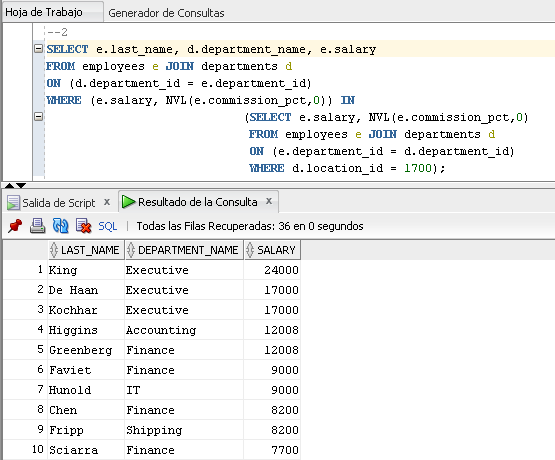 Hoja de Trabajo Generador de Consultas
--2
SELECT e.last_name, d.department_name, e.salary
FROM employees e JOIN departments d
ON (d.department_id = e.department_id)
WHERE (e.salary, NVL(e.commission_pct,0)) IN
(SELECT e.salary, NVL(e.commission_pct,0)
FROM employees e JOIN departments d
ON (e.department_id = d.department_id)
WHERE d.location_id = 1700);
Salida de Script x Resultado de la Consulta x
SQL | Todas las Filas Recuperadas: 36 en 0 segundos
LAST_NAME DEPARTMENT_NAME SALARY
1 King Executive 24000
2 De Haan Executive 17000
3 Kochhar Executive 17000
4 Higgins Accounting 12008
5 Greenberg Finance 12008
6 Faviet Finance 9000
7 Hunold IT 9000
8 Chen Finance 8200
9 Fripp Shipping 8200
10 Sciarra Finance 7700